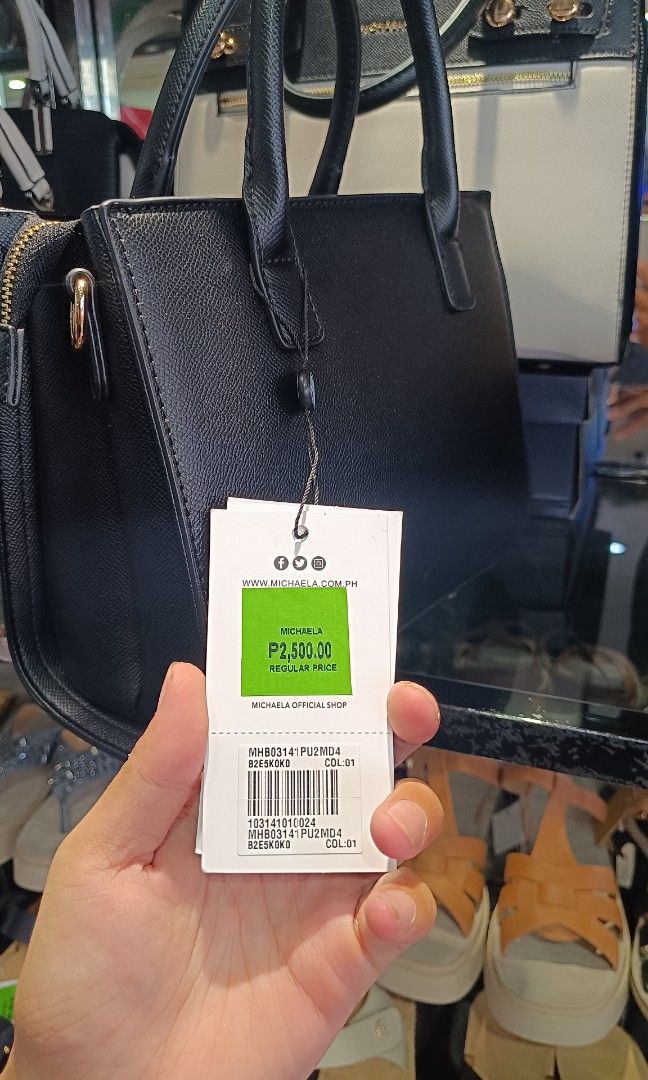 WWW.MICHAELA.COM.PH
MICHAELA
₱2,500.00
REGULAR PRICE
MICHAELA OFFICIAL SHOP
MHB03141PU2MD4
B2E5K0K0 COL:01
103141010024
MHB03141PU2MD4
B2E5K0K0 COL:01